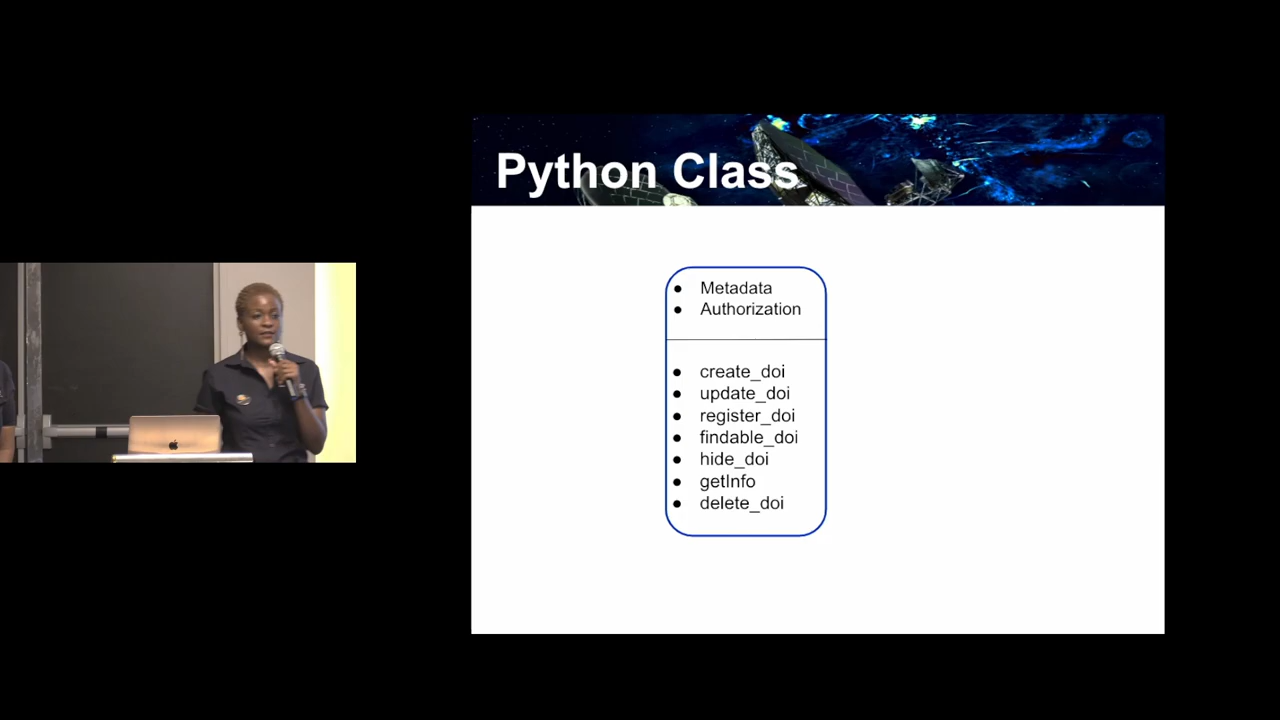 Python Class
● Metadata
● Authorization
● create_doi
● update_doi
● register_doi
● findable_doi
● hide_doi
● getInfo
● delete_doi